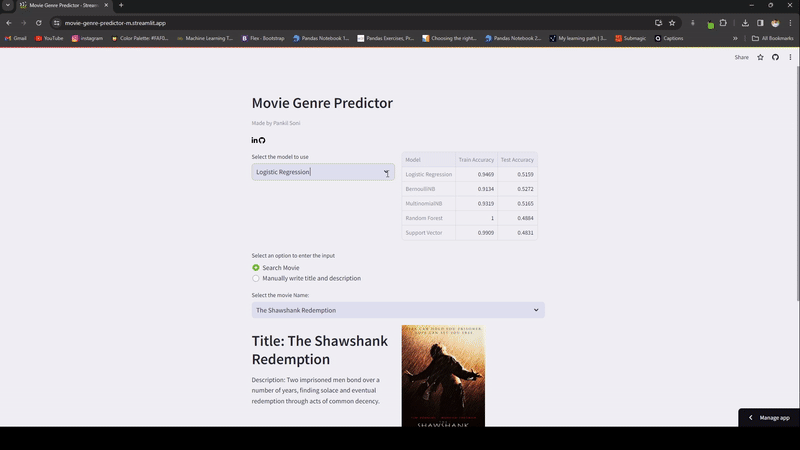 Movie Genre Predictor - Stream
movie-genre-predictor-m.streamlit.app
Gmail
YouTube
instagram
Color Palette: #FAF0...
Machine Learning T...
Flex · Bootstrap
Pandas Notebook 1...
Pandas Exercises, Pr...
Choosing the right...
Pandas Notebook 2...
My learning path | 3...
Submagic
Captions
All Bookmarks
Share
Movie Genre Predictor
Made by Pankil Soni
Select the model to use
Logistic Regression
Model Train Accuracy Test Accuracy
Logistic Regression 0.9469 0.5159
BernoulliNB 0.9134 0.5272
MultinomialNB 0.9319 0.5165
Random Forest 1 0.4884
Support Vector 0.9909 0.4831
Select an option to enter the input
Search Movie
Manually write title and description
Select the movie Name:
The Shawshank Redemption
Title: The Shawshank
Redemption
Description: Two imprisoned men bond over a
number of years, finding solace and eventual
redemption through acts of common decency.
SHAWSHANK
Manage app